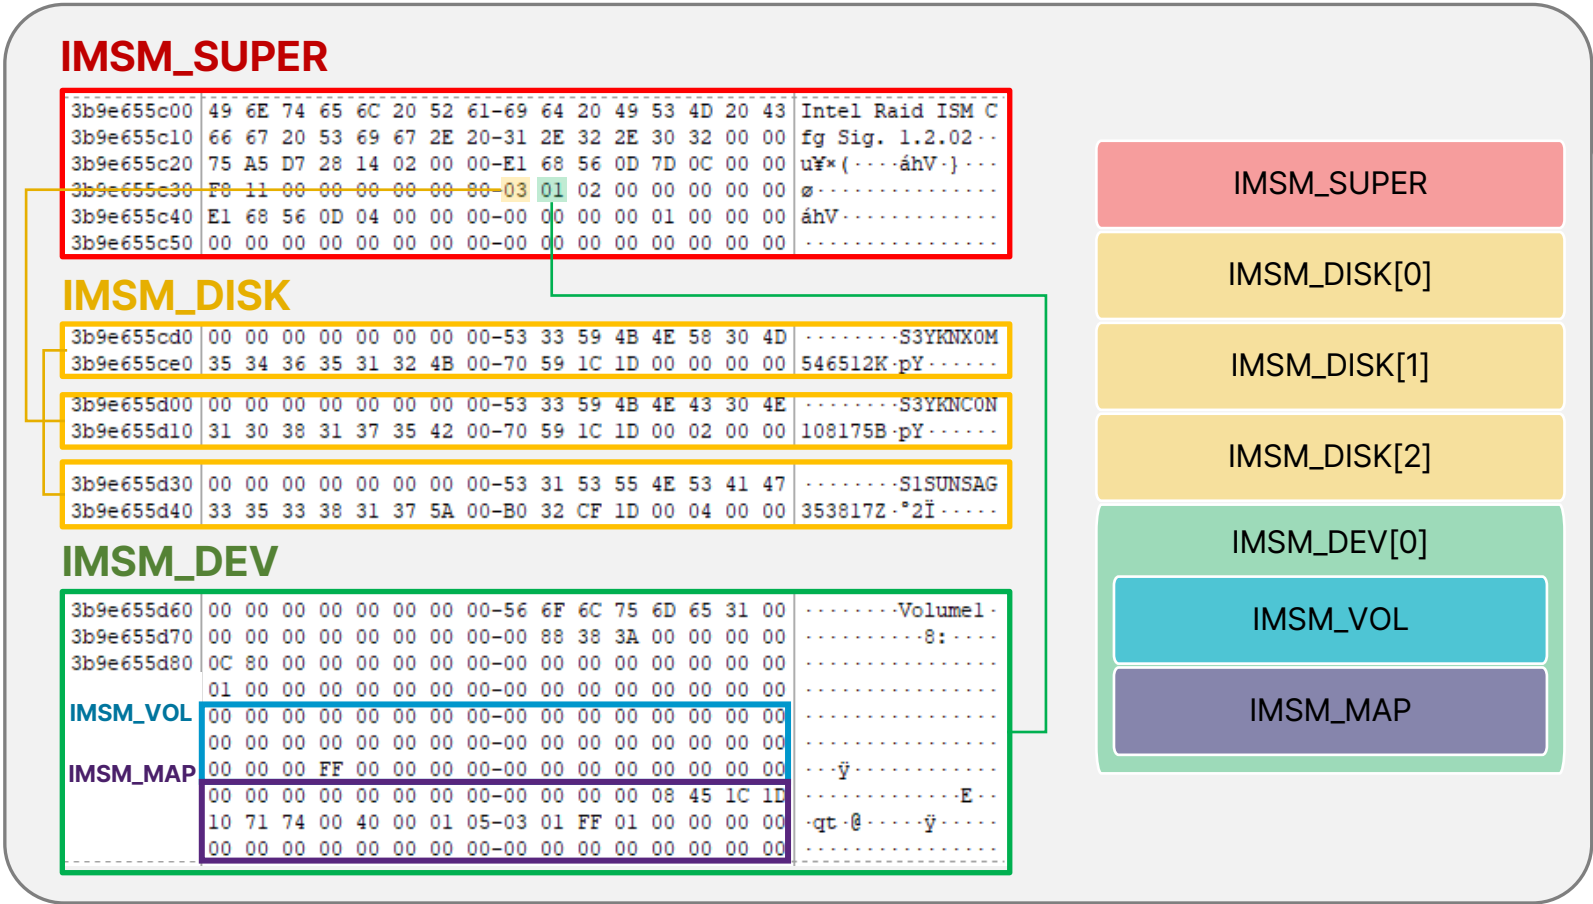 IMSM_SUPER
3b9e655c00 49 6E 74 65 6C 20 52 61-69 64 20 49 53 4D 20 43 Intel Raid ISM C
3b9e655c10 66 67 20 53 69 67 2E 20-31 2E 32 2E 30 32 00 00 fg Sig. 1.2.02··
3b9e655c20 75 A5 D7 28 14 02 00 00-E1 68 56 0D 7D 0C 00 00 u¥×(····áhV·}···
3b9e655c30 F8 11 00 00 00 00 00 80-03 01 02 00 00 00 00 00 ø···············
3b9e655c40 E1 68 56 0D 04 00 00 00-00 00 00 00 01 00 00 00 áhV·············
3b9e655c50 00 00 00 00 00 00 00 00-00 00 00 00 00 00 00 00 ················
IMSM_DISK
3b9e655cd0 00 00 00 00 00 00 00 00-53 33 59 4B 4E 58 30 4D ········S3YKNX0M
3b9e655ce0 35 34 36 35 31 32 4B 00-70 59 1C 1D 00 00 00 00 546512K·pY······
3b9e655d00 00 00 00 00 00 00 00 00-53 33 59 4B 4E 43 30 4E ········S3YKNC0N
3b9e655d10 31 30 38 31 37 35 42 00-70 59 1C 1D 00 02 00 00 108175B·pY······
3b9e655d30 00 00 00 00 00 00 00 00-53 31 53 55 4E 53 41 47 ········S1SUNSAG
3b9e655d40 33 35 33 38 31 37 5A 00-B0 32 CF 1D 00 04 00 00 353817Z·°2Ï·····
IMSM_DEV
3b9e655d60 00 00 00 00 00 00 00 00-56 6F 6C 75 6D 65 31 00 ········Volume1·
3b9e655d70 00 00 00 00 00 00 00 00-00 88 38 3A 00 00 00 00 ··········8:····
3b9e655d80 0C 80 00 00 00 00 00 00-00 00 00 00 00 00 00 00 ················
01 00 00 00 00 00 00 00-00 00 00 00 00 00 00 00 ················
IMSM_VOL
00 00 00 00 00 00 00 00-00 00 00 00 00 00 00 00 ················
00 00 00 00 00 00 00 00-00 00 00 00 00 00 00 00 ················
00 00 00 FF 00 00 00 00-00 00 00 00 00 00 00 00 ···ÿ············
IMSM_MAP
00 00 00 00 00 00 00 00-00 00 00 00 08 45 1C 1D ·············E··
10 71 74 00 40 00 01 05-03 01 FF 01 00 00 00 00 ·qt·@·····ÿ·····
00 00 00 00 00 00 00 00-00 00 00 00 00 00 00 00 ················
IMSM_SUPER
IMSM_DISK[0]
IMSM_DISK[1]
IMSM_DISK[2]
IMSM_DEV[0]
IMSM_VOL
IMSM_MAP